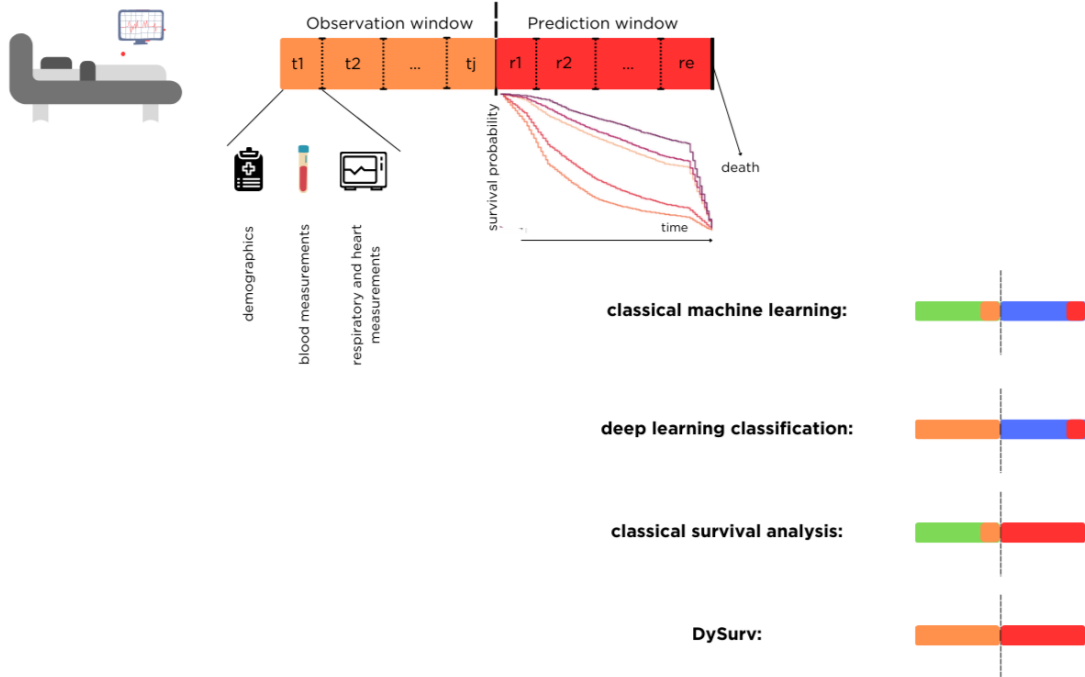 Observation window
Prediction window
t1
t2
...
tj
r1
r2
...
re
survival probability
death
time
demographics
blood measurements
respiratory and heart
measurements
classical machine learning:
deep learning classification:
classical survival analysis:
DySurv: